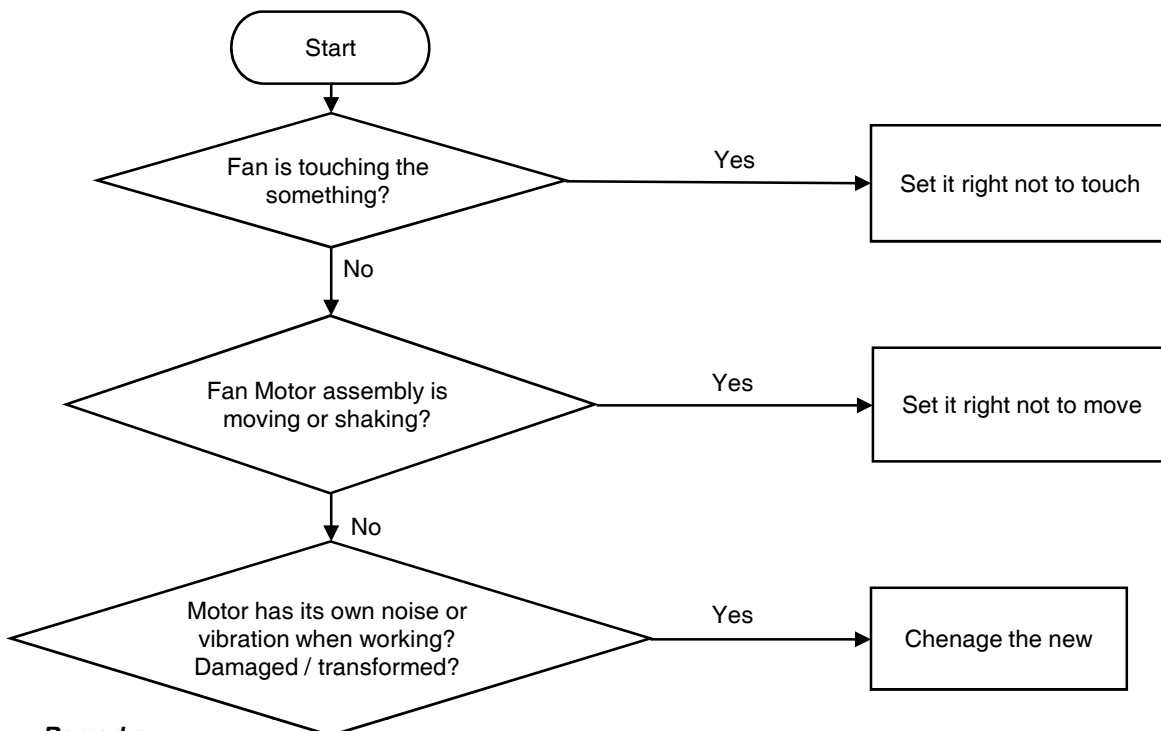 Start
Fan is touching the
something?
Yes
Set it right not to touch
No
Fan Motor assembly is
moving or shaking?
Yes
Set it right not to move
No
Motor has its own noise or
vibration when working?
Damaged / transformed?
Yes
Chenage the new